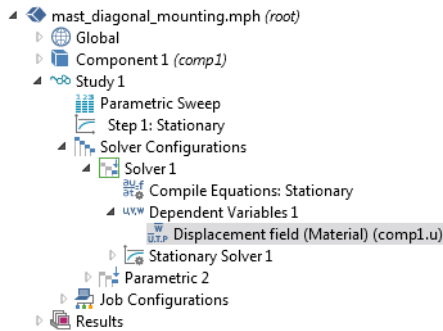 mast_diagonal_mounting.mph (root)
Global
Component 1 (comp1)
Study 1
Parametric Sweep
Step 1: Stationary
Solver Configurations
Solver 1
Compile Equations: Stationary
Dependent Variables 1
Displacement field (Material) (comp1.u)
Stationary Solver 1
Parametric 2
Job Configurations
Results